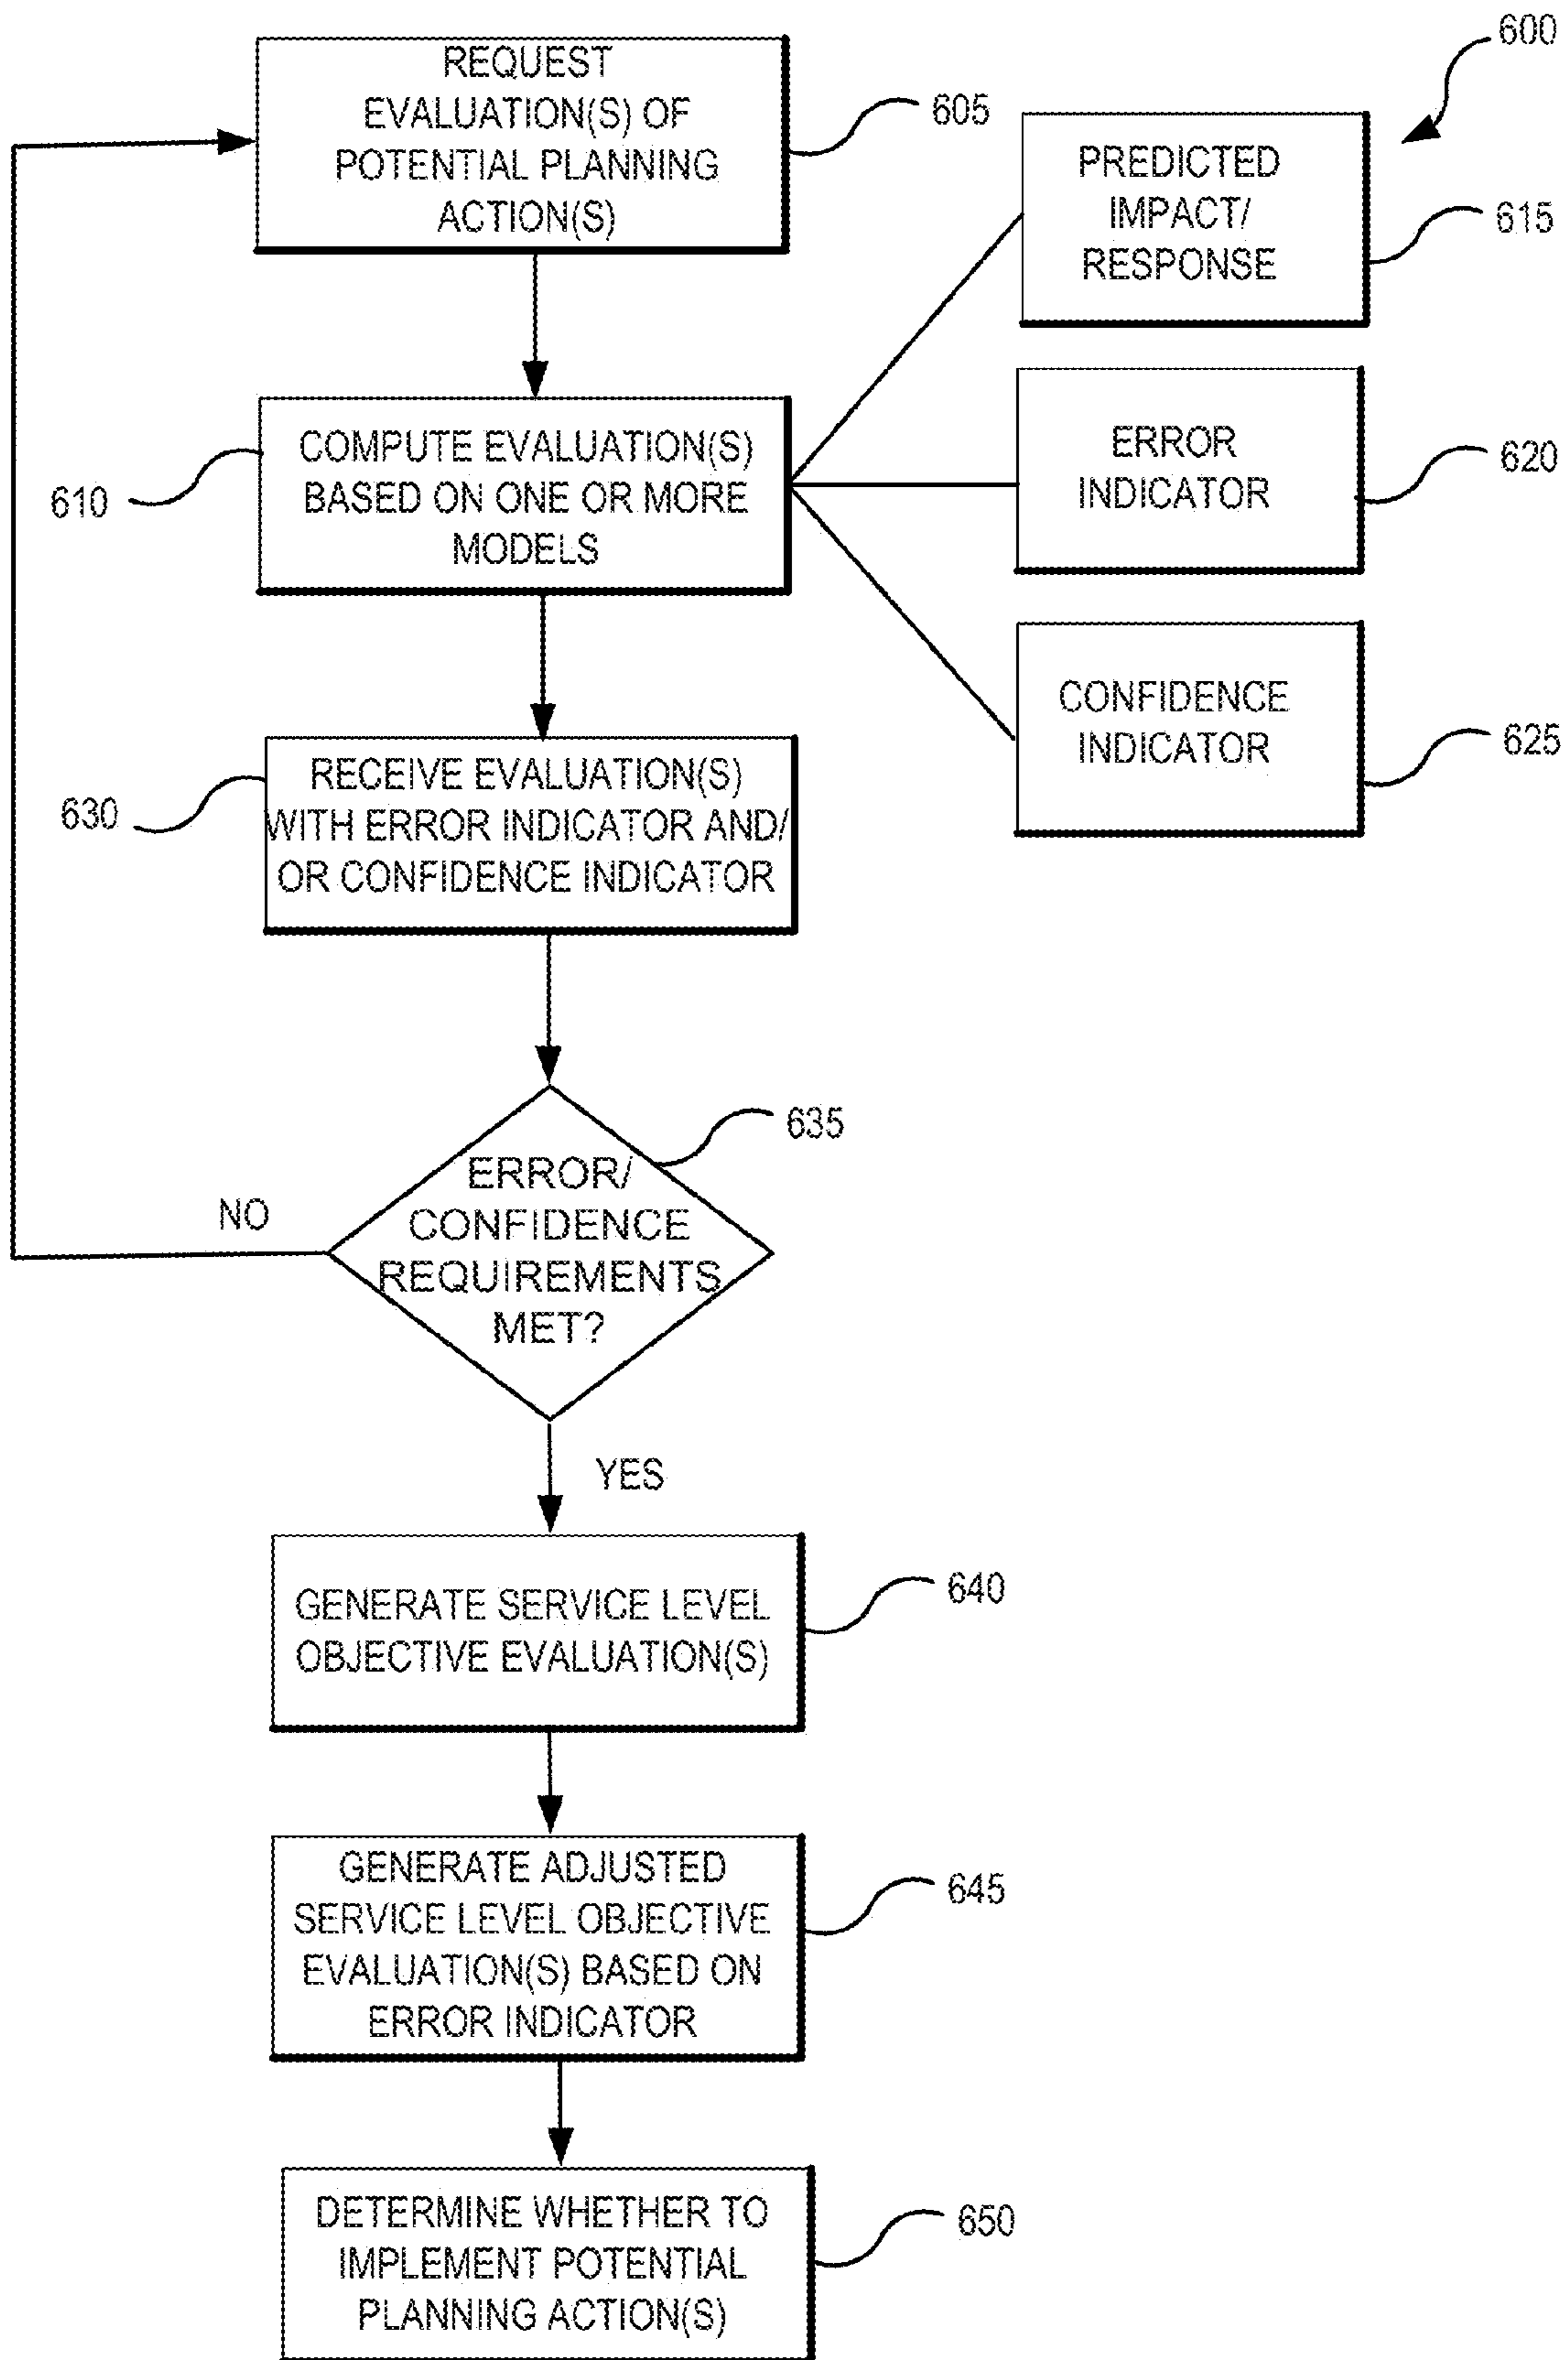 600
REQUEST
EVALUATION(S) OF
POTENTIAL PLANNING
ACTION(S)
605
PREDICTED
IMPACT/
RESPONSE
615
COMPUTE EVALUATION(S)
BASED ON ONE OR MORE
MODELS
610
ERROR
INDICATOR
620
CONFIDENCE
INDICATOR
625
RECEIVE EVALUATION(S)
WITH ERROR INDICATOR AND/
OR CONFIDENCE INDICATOR
630
ERROR/
CONFIDENCE
REQUIREMENTS
MET?
635
NO
YES
GENERATE SERVICE LEVEL
OBJECTIVE EVALUATION(S)
640
GENERATE ADJUSTED
SERVICE LEVEL OBJECTIVE
EVALUATION(S) BASED ON
ERROR INDICATOR
645
DETERMINE WHETHER TO
IMPLEMENT POTENTIAL
PLANNING ACTION(S)
650